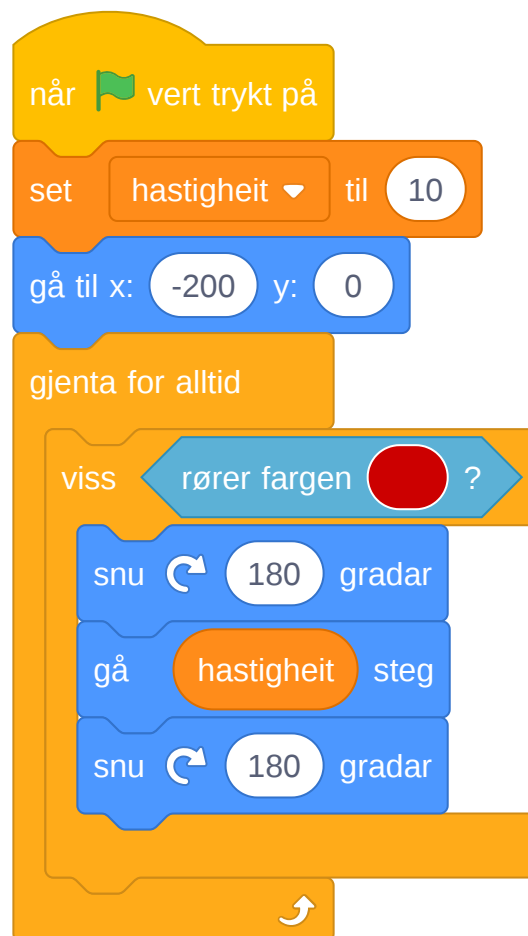 når vert trykt på
set hastigheit til 10
gå til x: -200 y: 0
gjenta for alltid
viss rører fargen ?
snu 180 gradar
gå hastigheit steg
snu 180 gradar